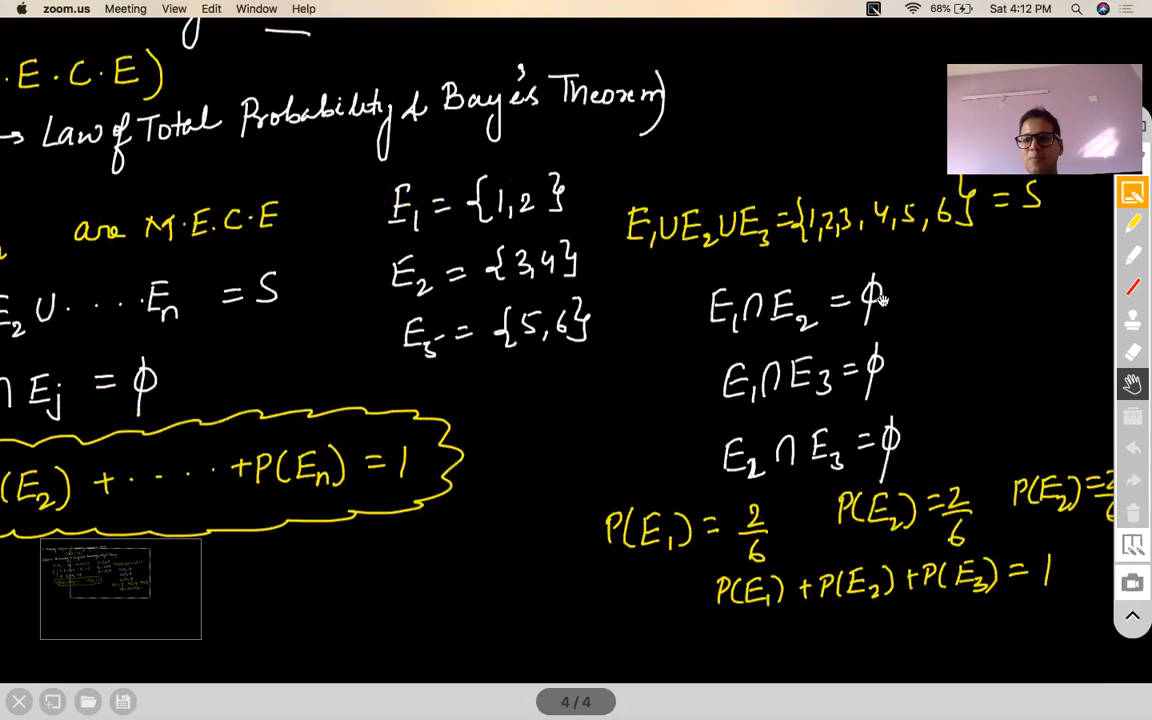 zoom.us Meeting View Edit Window Help 68% Sat 4:12 PM
.E.C.E)
→ Law of Total Probability & Baye's Theorem)
are M.E.C.E
E₂ ∪ .... Eₙ = S
∩ Eⱼ = ϕ
(E₂) + ..... +P(Eₙ) = 1
E₁ = {1,2}
E₂ = {3,4}
E₃ = {5,6}
E₁∪E₂∪E₃={1,2,3,4,5,6} = S
E₁∩E₂ = ϕ
E₁∩E₃ = ϕ
E₂ ∩ E₃ = ϕ
P(E₁) = 2/6 P(E₂) = 2/6 P(E₂)=2/6
P(E₁) + P(E₂) + P(E₃) = 1
4 / 4